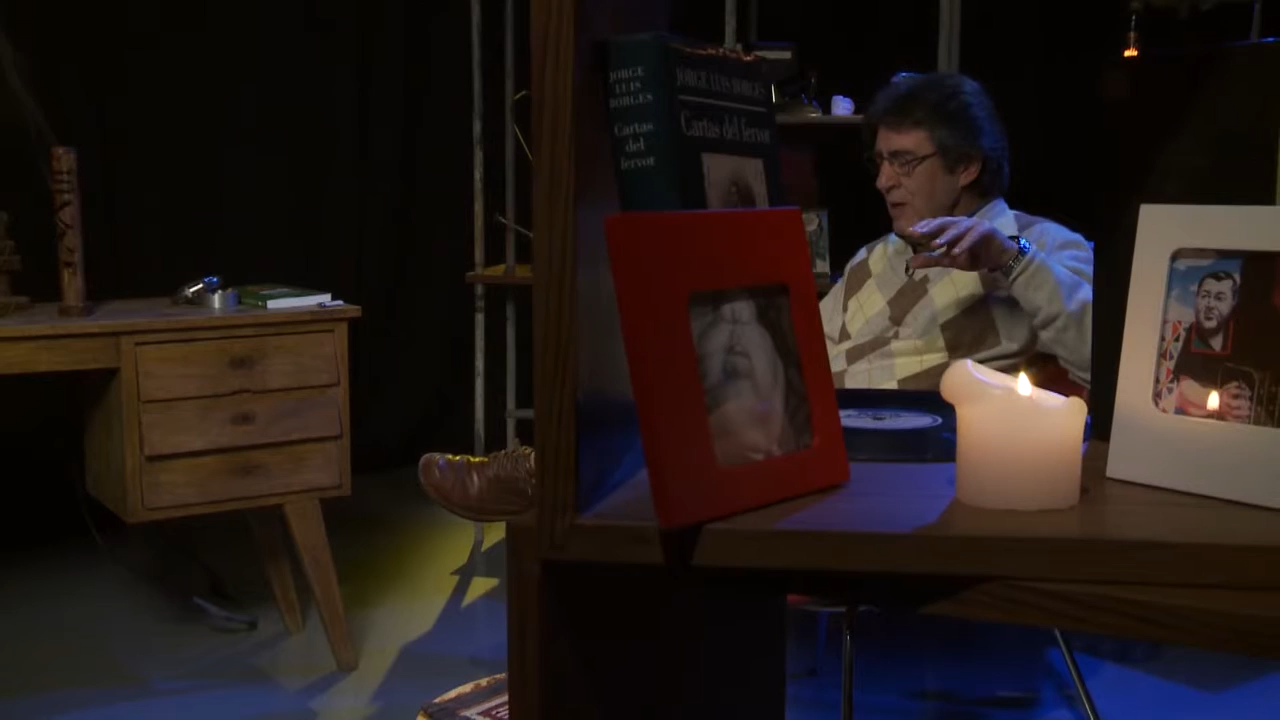 JORGE
LUIS
BORGES
Cartas
del
fervor
JORGE LUIS BORGES
Cartas del fervor